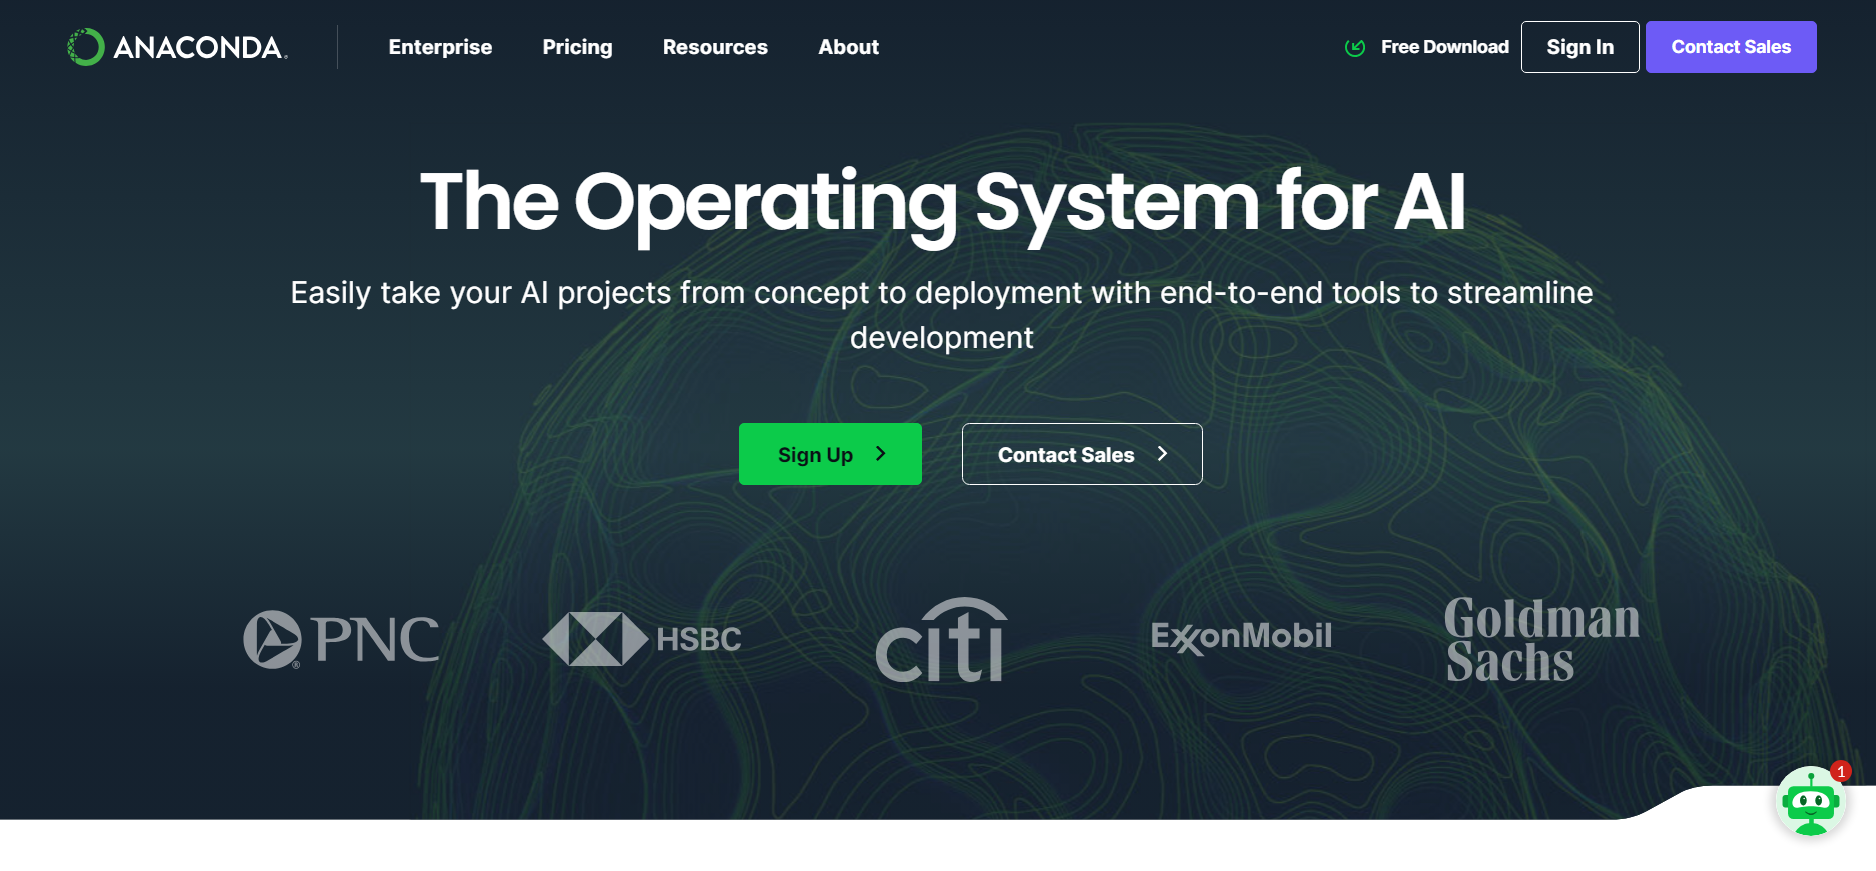 ANACONDA
Enterprise
Pricing
Resources
About
Free Download
Sign In
Contact Sales
The Operating System for AI
Easily take your AI projects from concept to deployment with end-to-end tools to streamline
development
Sign Up
Contact Sales
PNC
HSBC
citi
ExxonMobil
Goldman
Sachs
1